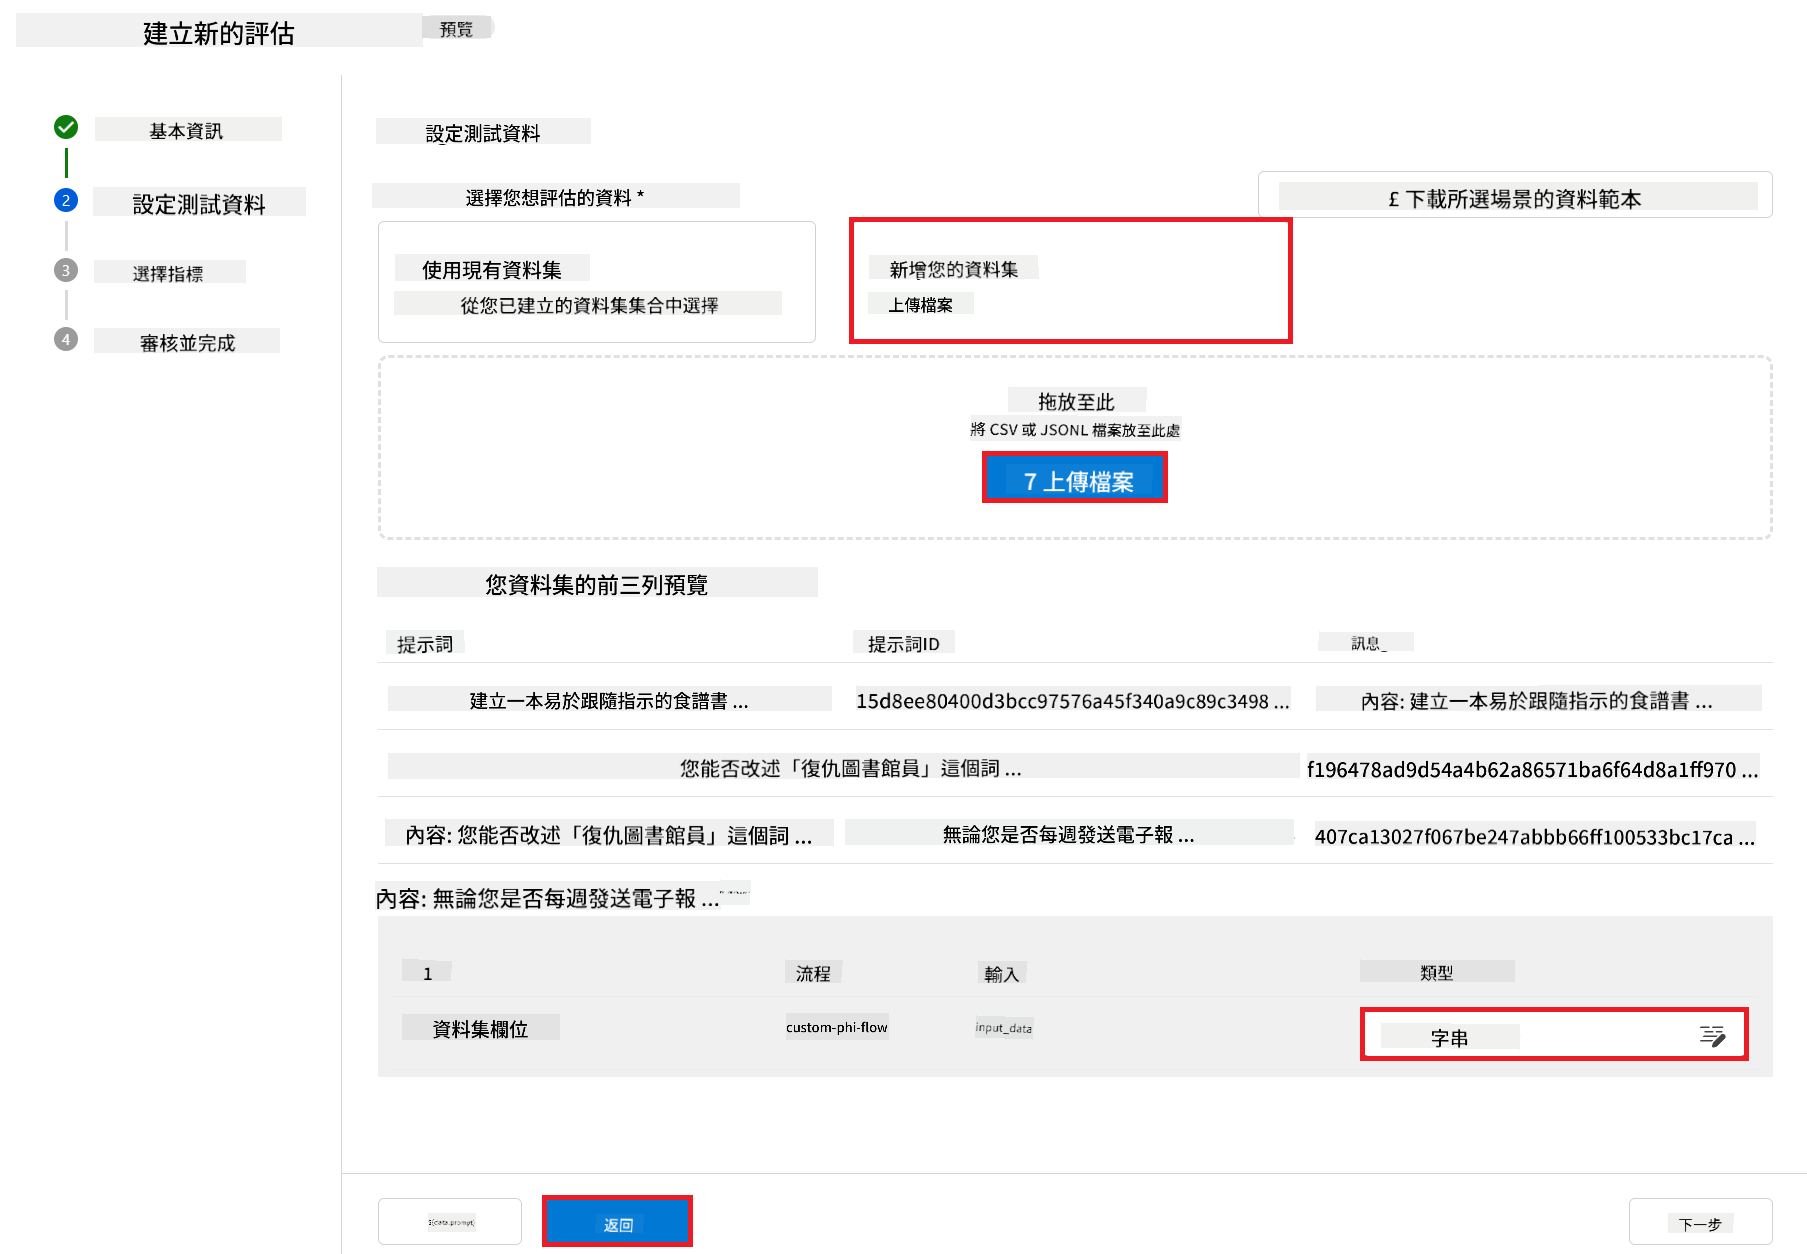 建立新的評估
預覽
基本資訊
2
設定測試資料
3
選擇指標
4
審核並完成
設定測試資料
選擇您想評估的資料 *
£ 下載所選場景的資料範本
使用現有資料集
從您已建立的資料集集合中選擇
新增您的資料集
上傳檔案
拖放至此
將 CSV 或 JSONL 檔案放至此處
7 上傳檔案
您資料集的前三列預覽
提示詞 提示詞ID 訊息_
建立一本易於跟隨指示的食譜書 ... 15d8ee80400d3bcc97576a45f340a9c89c3498 ... 內容: 建立一本易於跟隨指示的食譜書 ...
您能否改述「復仇圖書館員」這個詞 ... f196478ad9d54a4b62a86571ba6f64d8a1ff970 ...
內容: 您能否改述「復仇圖書館員」這個詞 ... 無論您是否每週發送電子報 ... 407ca13027f067be247abbb66ff100533bc17ca ...
內容: 無論您是否每週發送電子報 ...
1 流程 輸入 類型
資料集欄位 custom-phi-flow input_data 字串
${data.prompt} 返回 下一步